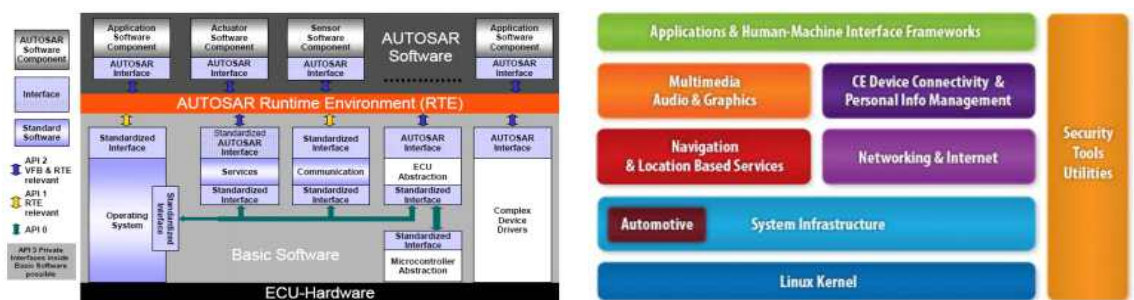 AUTOSAR
Software
Component
Interface
Standard
Software
API 2
VFB & RTE
relevant
API 1
RTE
relevant
API 0
API 3 Private
Interfaces inside
Basic Software
possible
Application
Software
Component
AUTOSAR
Interface
Actuator
Software
Component
AUTOSAR
Interface
Sensor
Software
Component
AUTOSAR
Interface
AUTOSAR
Software
..............
Application
Software
Component
AUTOSAR
Interface
AUTOSAR Runtime Environment (RTE)
Standardized
Interface
Operating
System
Standardized
Interface
Standardized
AUTOSAR
Interface
Services
Standardized
Interface
Standardized
Interface
Communication
Standardized
Interface
AUTOSAR
Interface
ECU
Abstraction
Standardized
Interface
Standardized
Interface
Microcontroller
Abstraction
AUTOSAR
Interface
Complex
Device
Drivers
Basic Software
ECU-Hardware
Applications & Human-Machine Interface Frameworks
Multimedia
Audio & Graphics
CE Device Connectivity &
Personal Info Management
Navigation
& Location Based Services
Networking & Internet
Automotive
System Infrastructure
Linux Kernel
Security
Tools
Utilities